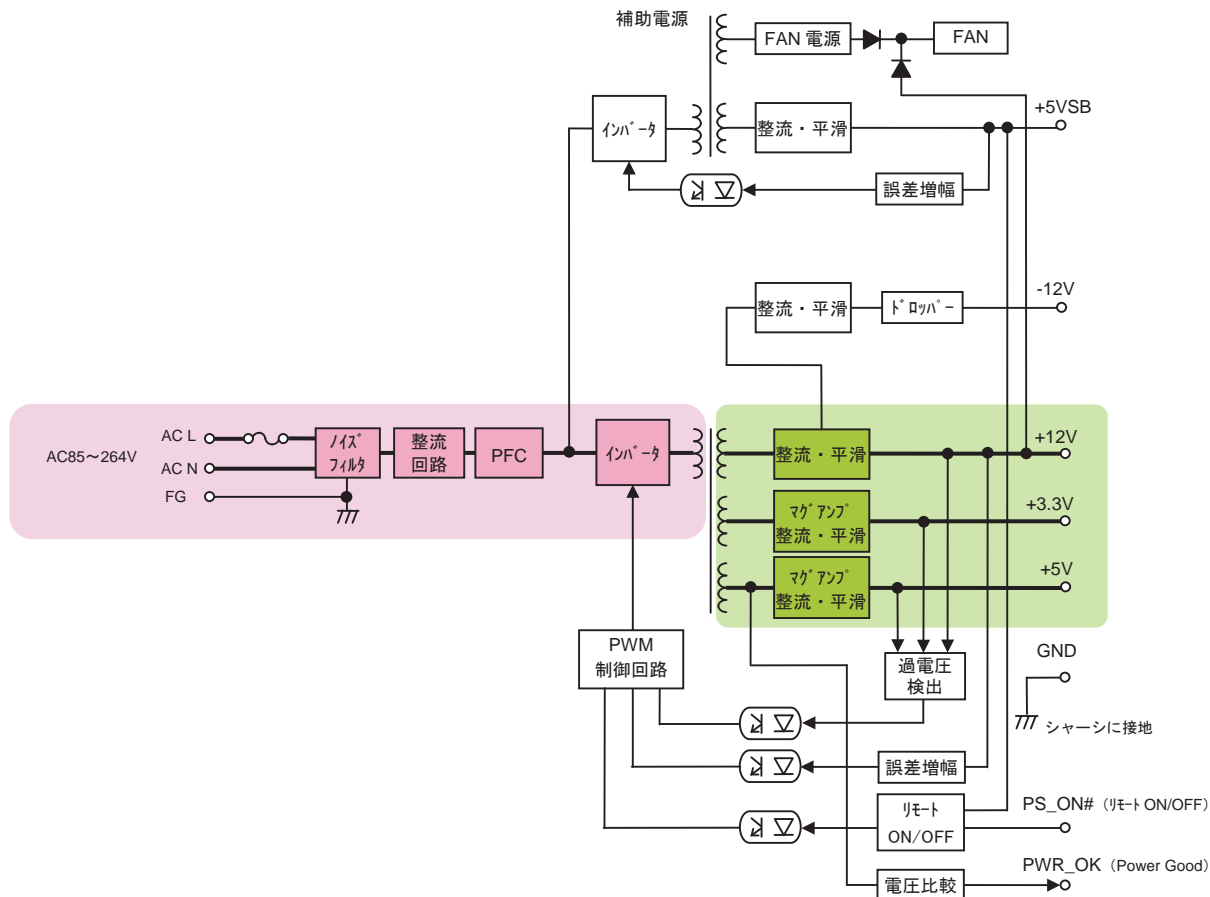 補助電源
FAN 電源
FAN
+5VSB
ｲﾝﾊﾞｰﾀ
整流・平滑
誤差増幅
-12V
整流・平滑
ﾄﾞﾛｯﾊﾟｰ
AC85～264V
AC L
AC N
FG
ﾉｲｽﾞ
ﾌｨﾙﾀ
整流
回路
PFC
ｲﾝﾊﾞｰﾀ
整流・平滑
+12V
ﾏｸﾞｱﾝﾌﾟ
整流・平滑
+3.3V
ﾏｸﾞｱﾝﾌﾟ
整流・平滑
+5V
PWM
制御回路
過電圧
検出
GND
シャーシに接地
誤差増幅
ﾘﾓｰﾄ
ON/OFF
PS_ON#（ﾘﾓｰﾄ ON/OFF）
電圧比較
PWR_OK（Power Good）